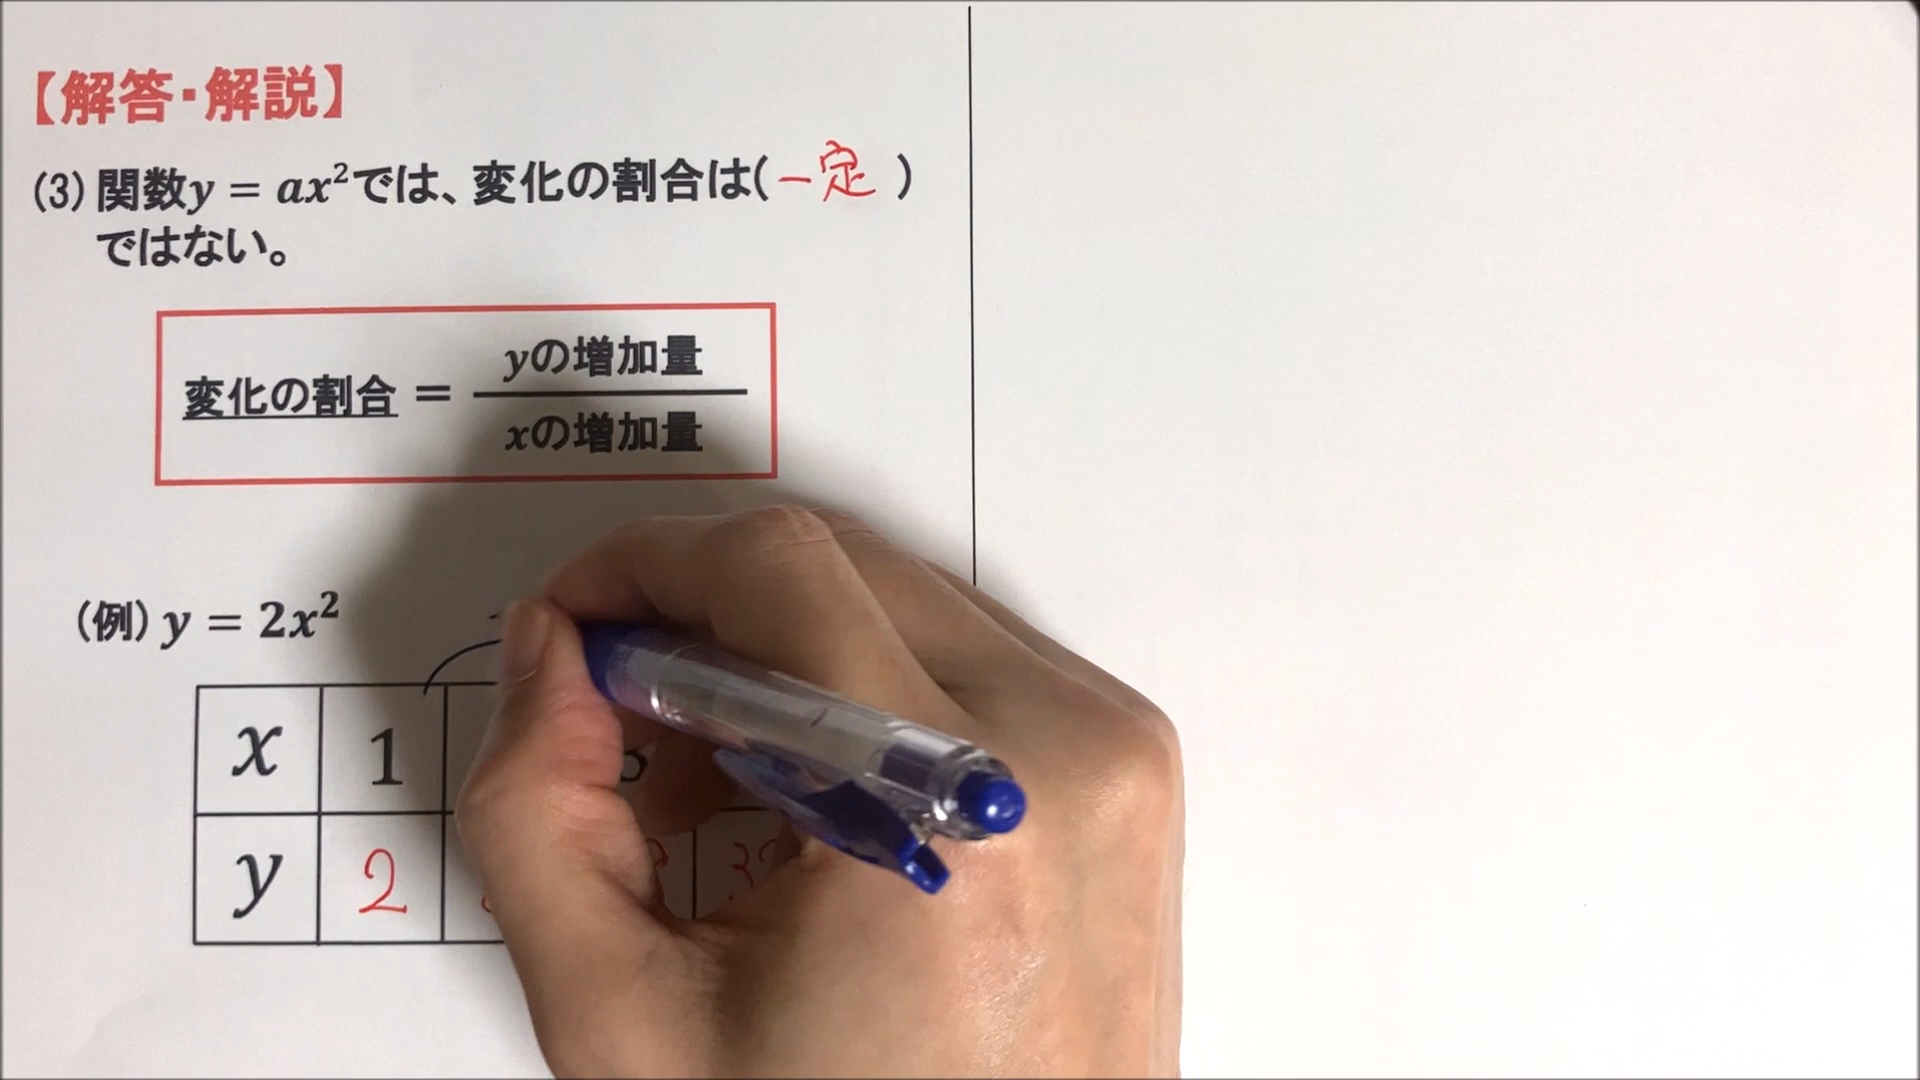 【解答・解説】
(3) 関数y = ax²では、変化の割合は(一定)
ではない。
変化の割合 = yの増加量
xの増加量
(例) y = 2x²
x 1
y 2